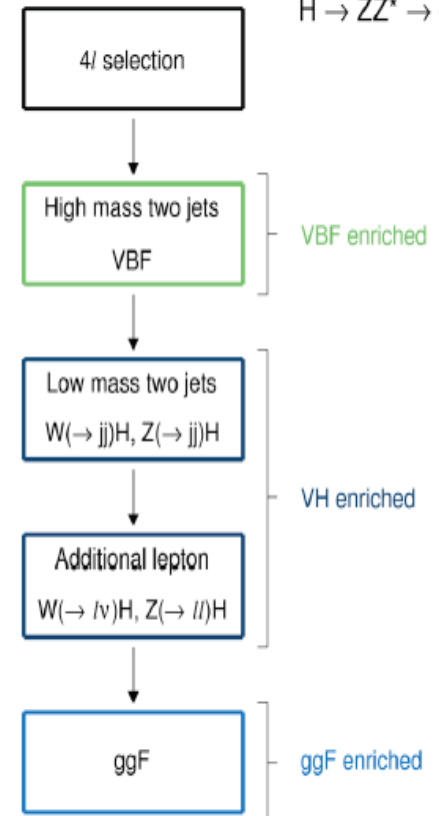 H → ZZ* →
4l selection
High mass two jets
VBF
VBF enriched
Low mass two jets
W(→ jj)H, Z(→ jj)H
VH enriched
Additional lepton
W(→ lν)H, Z(→ ll)H
ggF
ggF enriched